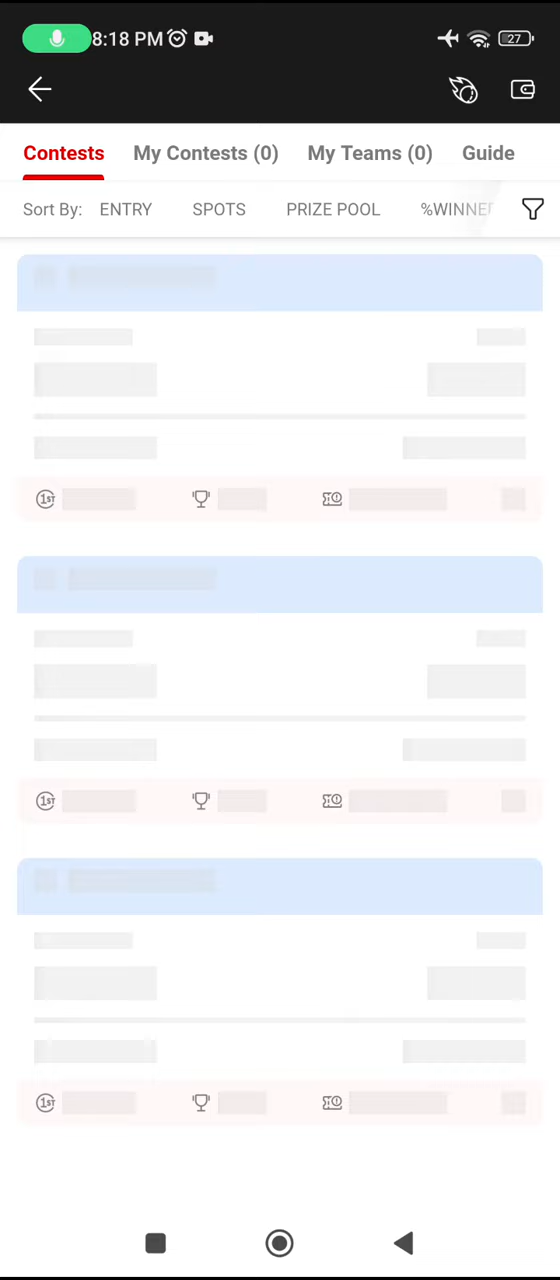 8:18 PM 27
Contests My Contests (0) My Teams (0) Guide
Sort By: ENTRY SPOTS PRIZE POOL %WINNE
1ST
1ST
1ST